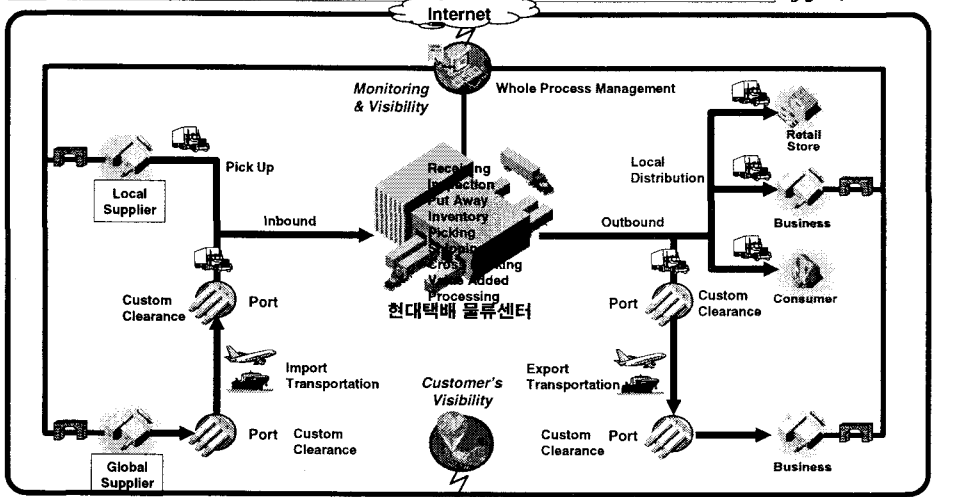 Internet
Monitoring
& Visibility
Whole Process Management
Pick Up
Local
Supplier
Inbound
Receiving
Inspection
Put Away
Inventory
Picking
Shipping
Cross Docking
Value Added
Processing
현대택배 물류센터
Outbound
Local
Distribution
Retail
Store
Business
Consumer
Custom
Clearance
Port
Import
Transportation
Global
Supplier
Port
Custom
Clearance
Customer's
Visibility
Port
Custom
Clearance
Export
Transportation
Custom
Clearance
Port
Business